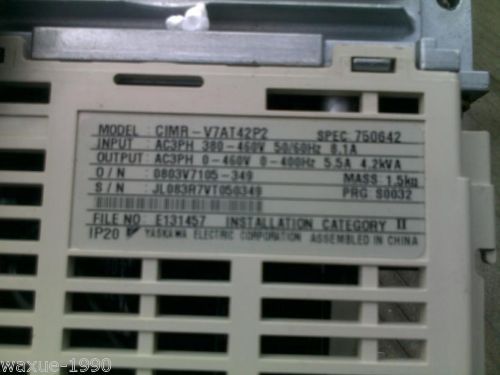 MODEL : CIMR-V7AT42P2 SPEC 750642
INPUT : AC3PH 380-460V 50/60Hz 8.1A
OUTPUT : AC3PH 0-460V 0-400Hz 5.5A 4.2kVA
O/N : 0803V7105-349 MASS 1.5kg
S/N : JL083R7VT050349 PRG S0032
FILE NO E131457 INSTALLATION CATEGORY II
IP20 YASKAWA ELECTRIC CORPORATION ASSEMBLED IN CHINA
waxue-1990